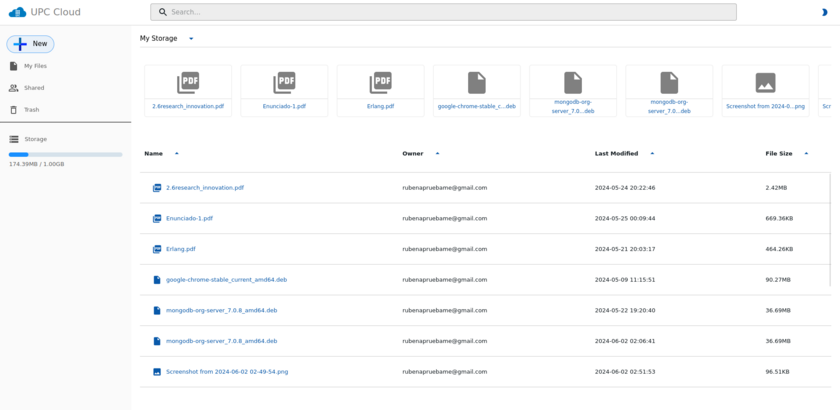 UPC Cloud
Search...
New
My Files
Shared
Trash
Storage
174.39MB / 1.00GB
My Storage
2.6research_innovation.pdf
Enunciado-1.pdf
Erlang.pdf
google-chrome-stable_c...deb
mongodb-org-
server_7.0...deb
mongodb-org-
server_7.0...deb
Screenshot from 2024-0...png
Scr
Name Owner Last Modified File Size
2.6research_innovation.pdf rubenapruebame@gmail.com 2024-05-24 20:22:46 2.42MB
Enunciado-1.pdf rubenapruebame@gmail.com 2024-05-25 00:09:44 669.36KB
Erlang.pdf rubenapruebame@gmail.com 2024-05-21 20:03:17 464.26KB
google-chrome-stable_current_amd64.deb rubenapruebame@gmail.com 2024-05-09 11:15:51 90.27MB
mongodb-org-server_7.0.8_amd64.deb rubenapruebame@gmail.com 2024-05-22 19:20:40 36.69MB
mongodb-org-server_7.0.8_amd64.deb rubenapruebame@gmail.com 2024-06-02 02:06:41 36.69MB
Screenshot from 2024-06-02 02-49-54.png rubenapruebame@gmail.com 2024-06-02 02:51:53 96.51KB